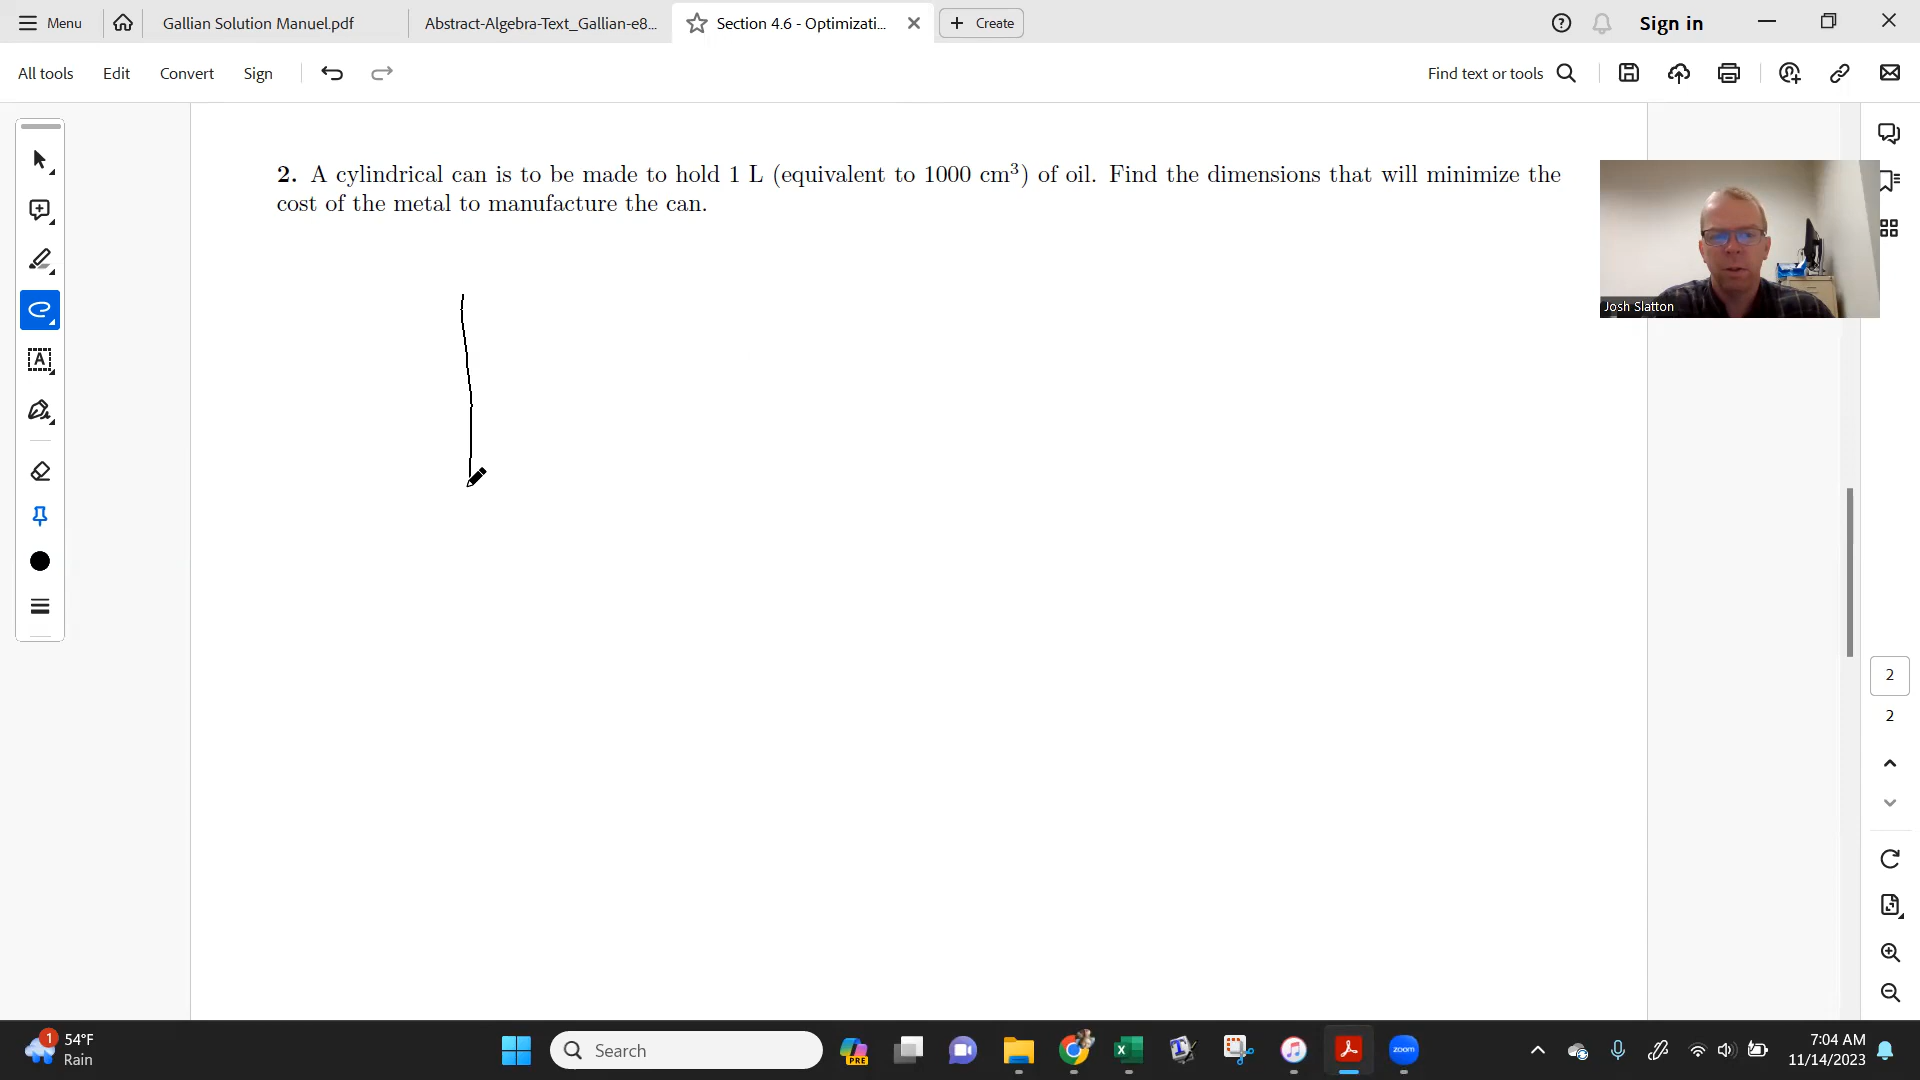 Menu
Gallian Solution Manuel.pdf
Abstract-Algebra-Text_Gallian-e8...
Section 4.6 - Optimizati...
Create
Sign in
All tools
Edit
Convert
Sign
Find text or tools
2. A cylindrical can is to be made to hold 1 L (equivalent to 1000 cm³) of oil. Find the dimensions that will minimize the
cost of the metal to manufacture the can.
Josh Slatton
A
2
2
1
54°F
Rain
Search
PRE
zoom
7:04 AM
11/14/2023